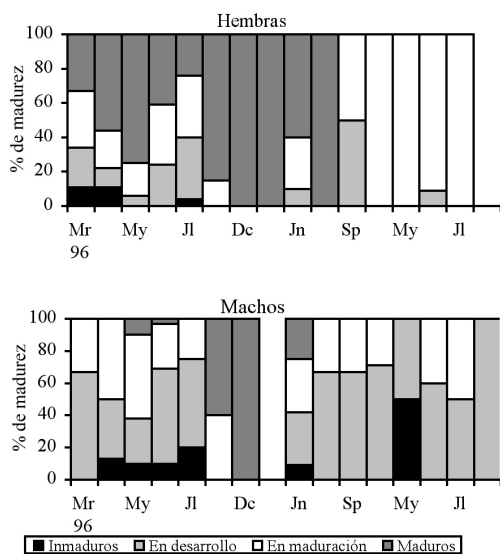 Hembras
100
80
60
40
20
0
% de madurez
Mr My Jl Dc Jn Sp My Jl
96
Machos
100
80
60
40
20
0
% de madurez
Mr My Jl Dc Jn Sp My Jl
96
Inmaduros En desarrollo En maduración Maduros